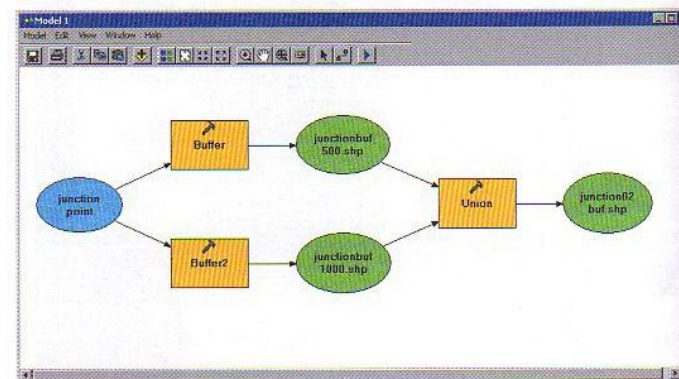 Model 1
Model Edit View Window Help
Buffer
junctionbuf
500.shp
junction
point
Union
junction02
buf.shp
Buffer2
junctionbuf
1000.shp